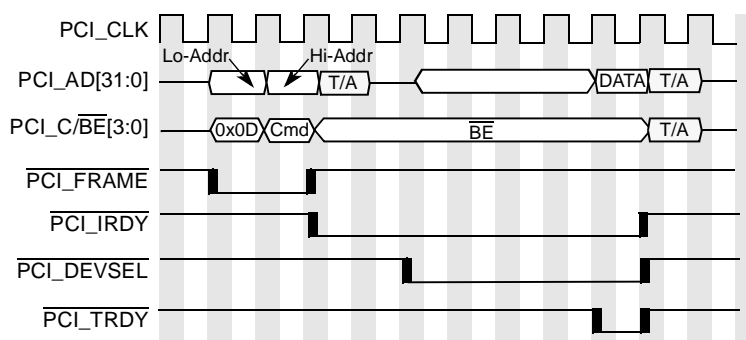 PCI_CLK
Lo-Addr Hi-Addr
PCI_AD[31:0] T/A DATA T/A
PCI_C/BE[3:0] 0x0D Cmd BE T/A
PCI_FRAME
PCI_IRDY
PCI_DEVSEL
PCI_TRDY